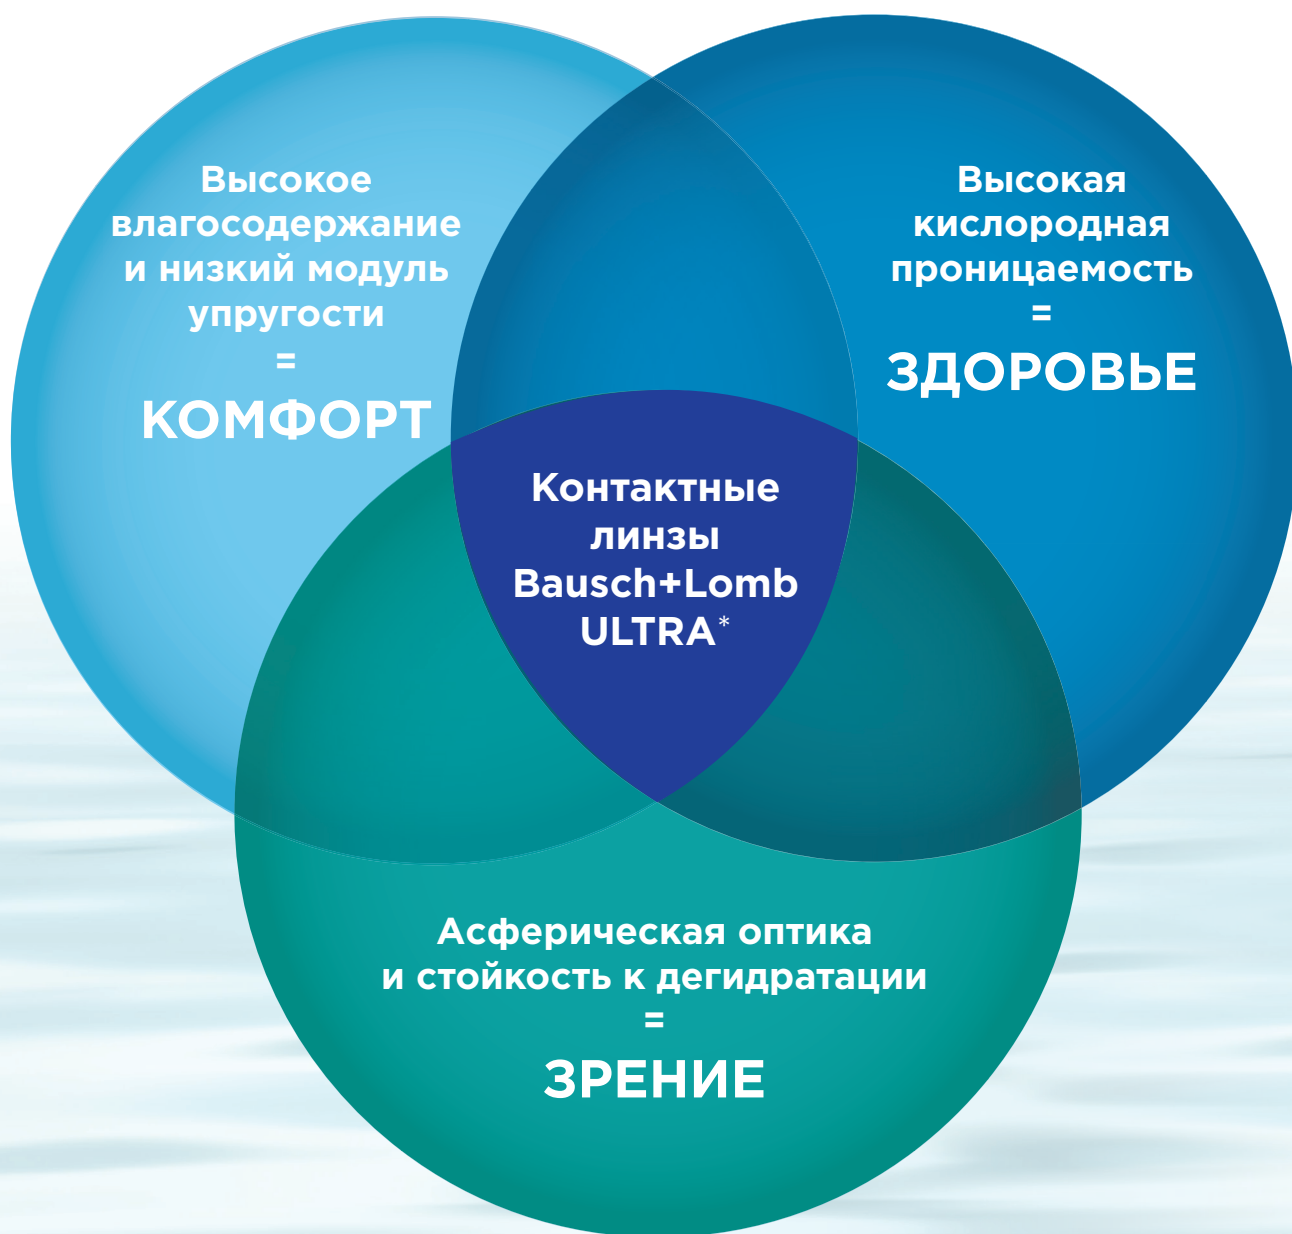 Высокое
влагосодержание
и низкий модуль
упругости
=
КОМФОРТ
Высокая
кислородная
проницаемость
=
ЗДОРОВЬЕ
Контактные
линзы
Bausch+Lomb
ULTRA*
Асферическая оптика
и стойкость к дегидратации
=
ЗРЕНИЕ